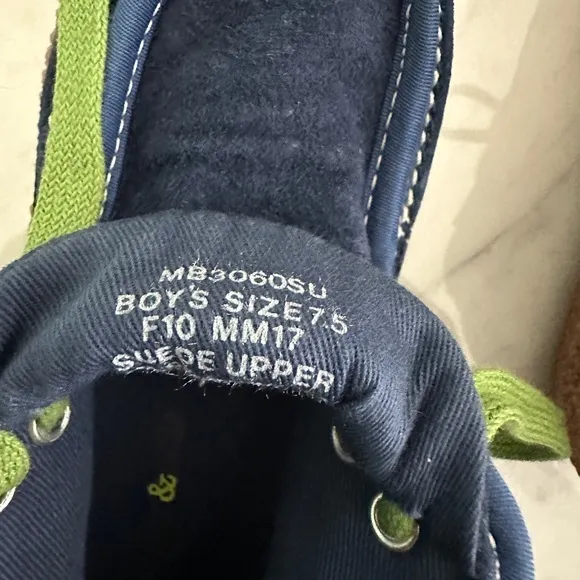 MB3060SU
BOY'S SIZE 7.5
F10 MM17
SUEDE UPPER
&